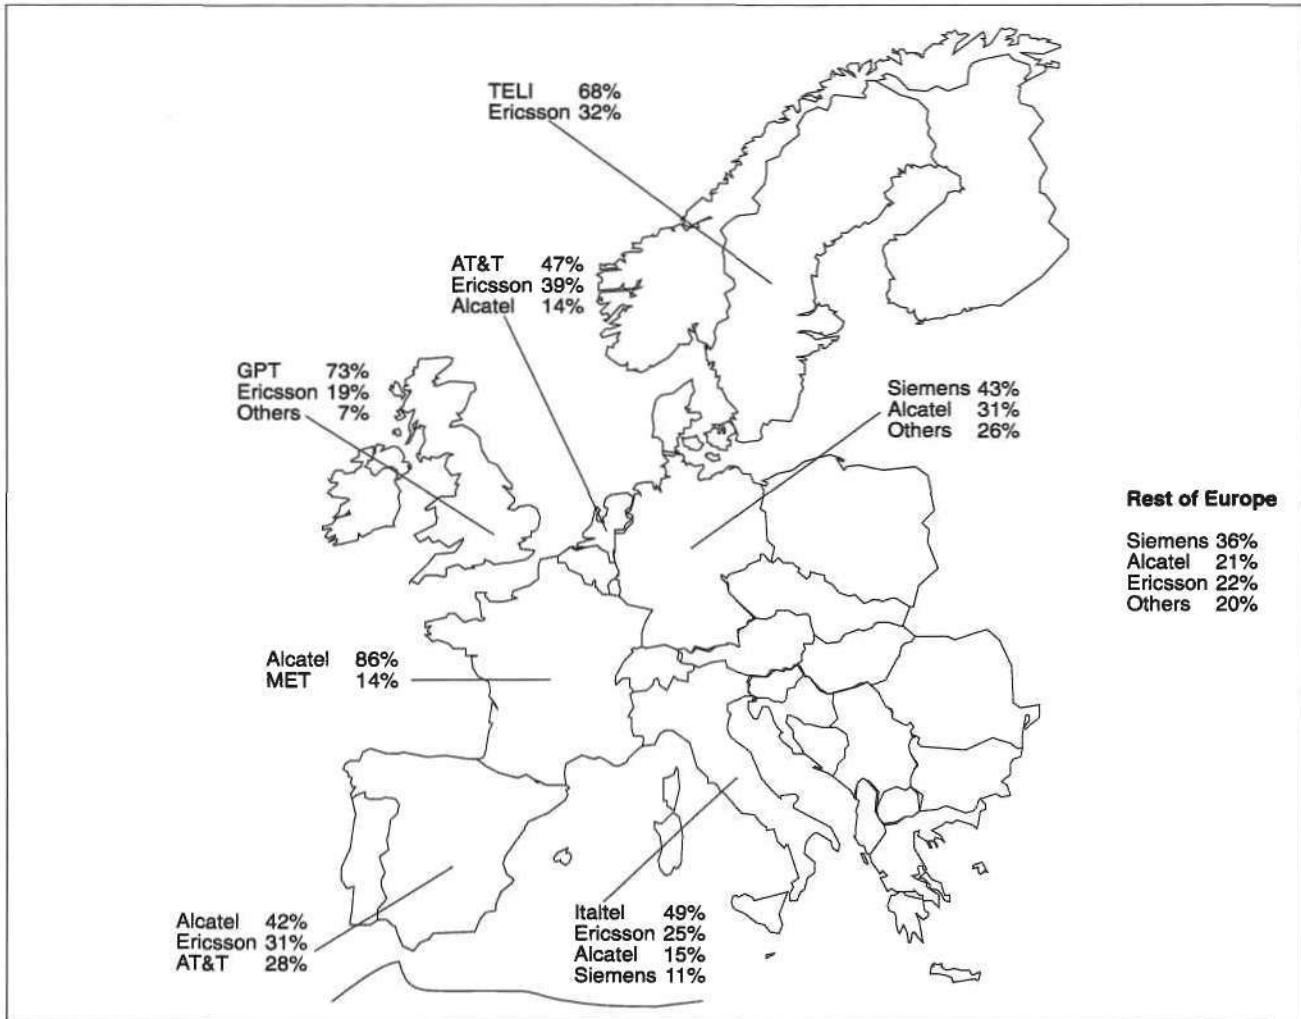 TELI 68%
Ericsson 32%
AT&T 47%
Ericsson 39%
Alcatel 14%
GPT 73%
Ericsson 19%
Others 7%
Siemens 43%
Alcatel 31%
Others 26%
Rest of Europe
Siemens 36%
Alcatel 21%
Ericsson 22%
Others 20%
Alcatel 86%
MET 14%
Alcatel 42%
Ericsson 31%
AT&T 28%
Italtel 49%
Ericsson 25%
Alcatel 15%
Siemens 11%